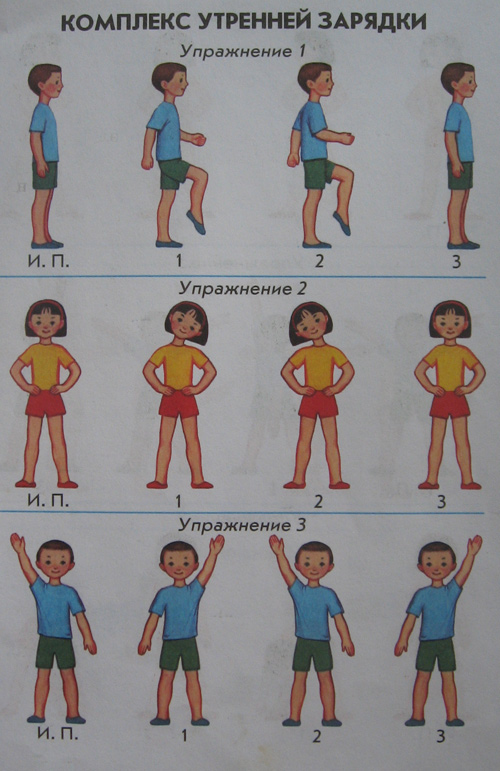 КОМПЛЕКС УТРЕННЕЙ ЗАРЯДКИ
Упражнение 1
И. П. 1 2 3
Упражнение 2
И. П. 1 2 3
Упражнение 3
И. П. 1 2 3